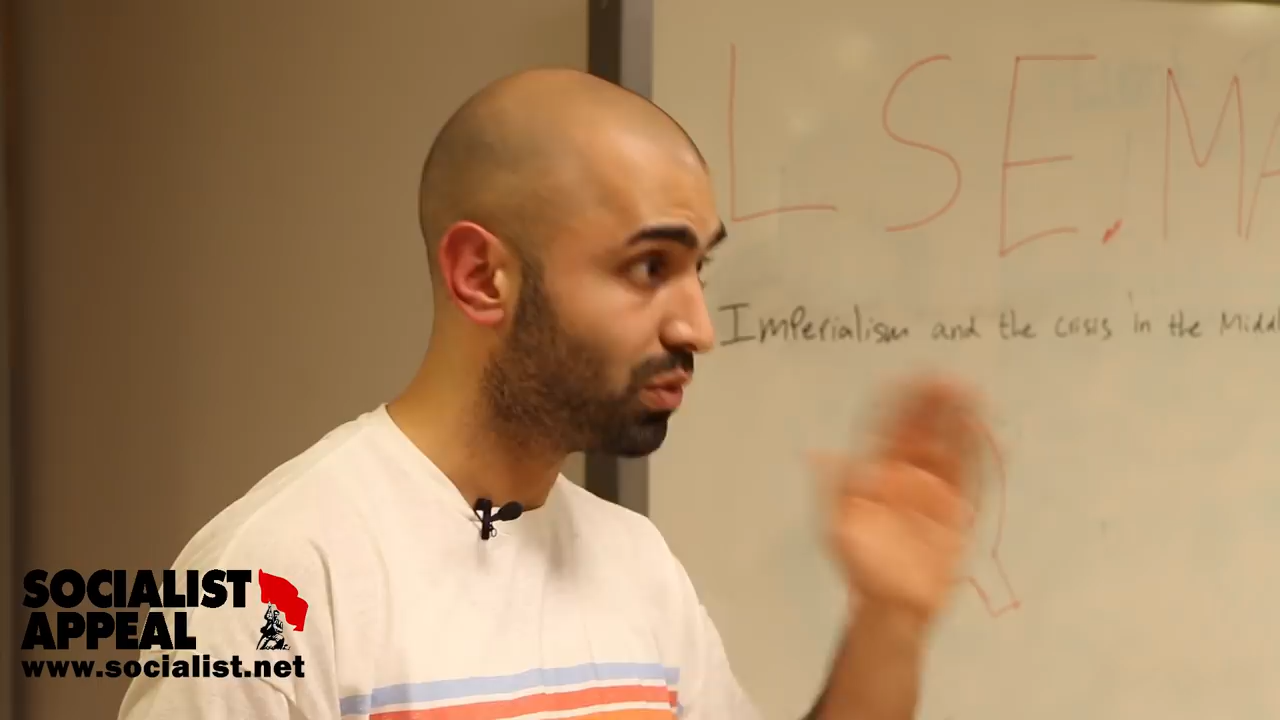 LSE.MA
Imperialism and the crisis in the Midd
SOCIALIST
APPEAL
www.socialist.net